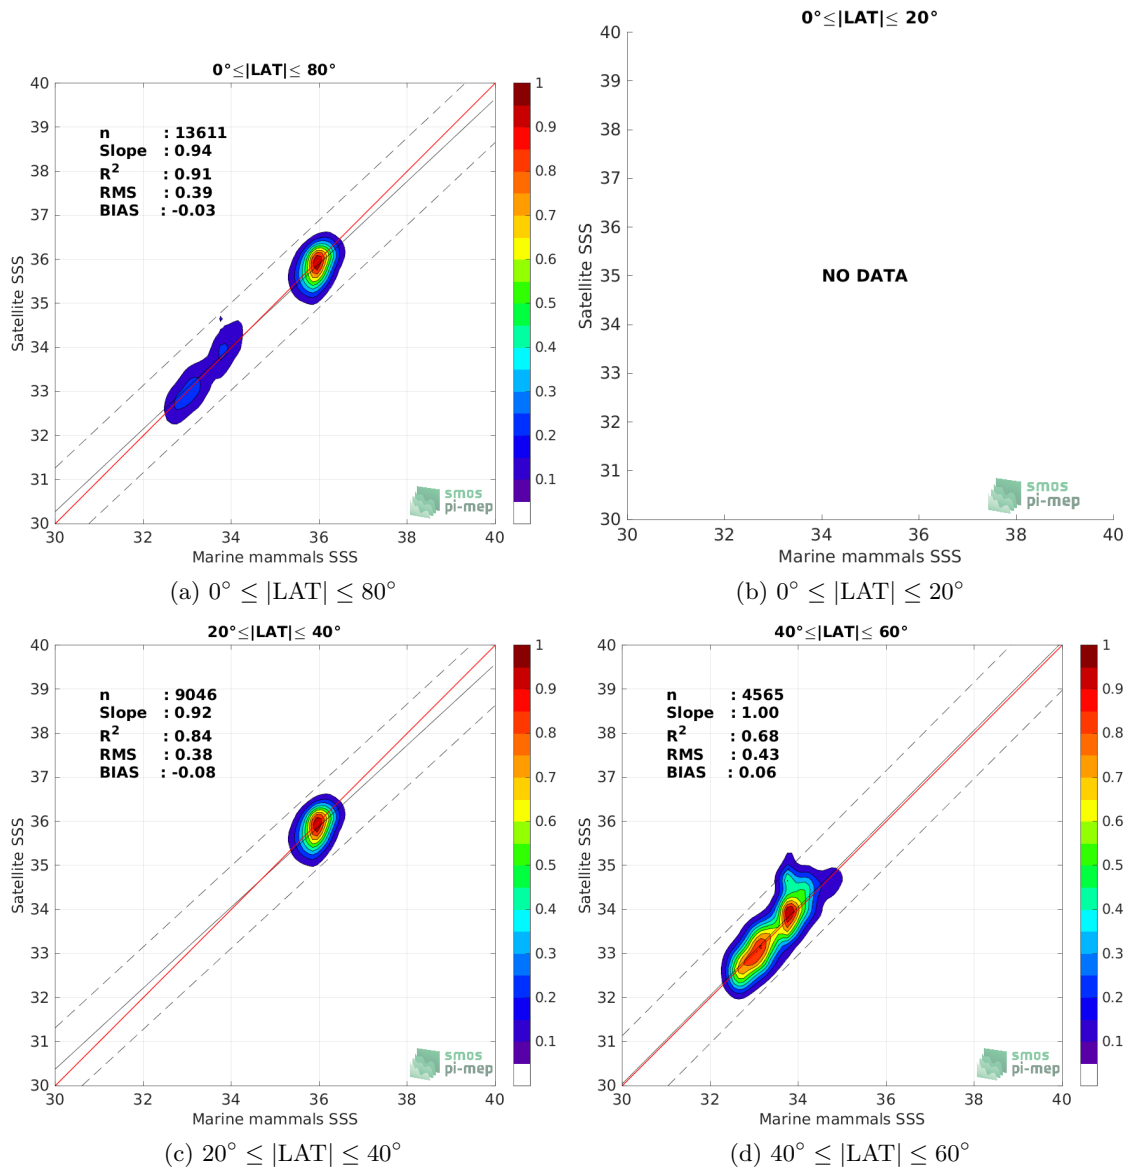 0°≤|LAT|≤ 80°
40
39
38
37
36
35
34
33
32
31
30
Satellite SSS
n : 13611
Slope : 0.94
R² : 0.91
RMS : 0.39
BIAS : -0.03
smos
pi-mep
30 32 34 36 38 40
Marine mammals SSS
1
0.9
0.8
0.7
0.6
0.5
0.4
0.3
0.2
0.1
(a) 0° ≤ |LAT| ≤ 80°
0°≤|LAT|≤ 20°
40
39
38
37
36
35
34
33
32
31
30
Satellite SSS
NO DATA
smos
pi-mep
30 32 34 36 38 40
Marine mammals SSS
(b) 0° ≤ |LAT| ≤ 20°
20°≤|LAT|≤ 40°
40
39
38
37
36
35
34
33
32
31
30
Satellite SSS
n : 9046
Slope : 0.92
R² : 0.84
RMS : 0.38
BIAS : -0.08
smos
pi-mep
30 32 34 36 38 40
Marine mammals SSS
1
0.9
0.8
0.7
0.6
0.5
0.4
0.3
0.2
0.1
(c) 20° ≤ |LAT| ≤ 40°
40°≤|LAT|≤ 60°
40
39
38
37
36
35
34
33
32
31
30
Satellite SSS
n : 4565
Slope : 1.00
R² : 0.68
RMS : 0.43
BIAS : 0.06
smos
pi-mep
30 32 34 36 38 40
Marine mammals SSS
1
0.9
0.8
0.7
0.6
0.5
0.4
0.3
0.2
0.1
(d) 40° ≤ |LAT| ≤ 60°